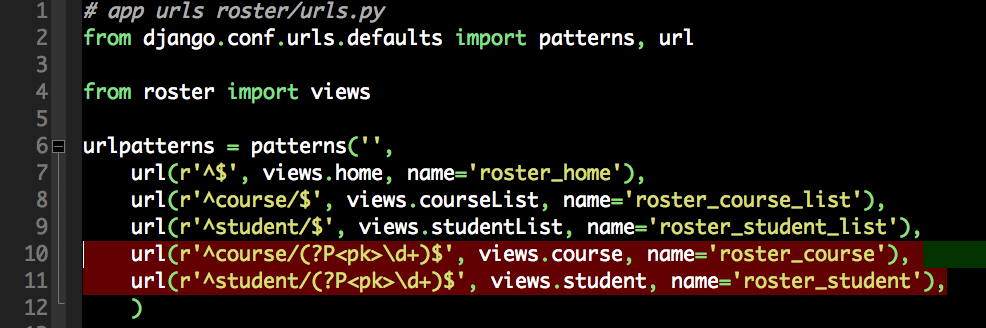 1 # app urls roster/urls.py
2 from django.conf.urls.defaults import patterns, url
3
4 from roster import views
5
6 urlpatterns = patterns('',
7     url(r'^$', views.home, name='roster_home'),
8     url(r'^course/$', views.courseList, name='roster_course_list'),
9     url(r'^student/$', views.studentList, name='roster_student_list'),
10     url(r'^course/(?P<pk>\d+)$', views.course, name='roster_course'),
11     url(r'^student/(?P<pk>\d+)$', views.student, name='roster_student'),
12     )